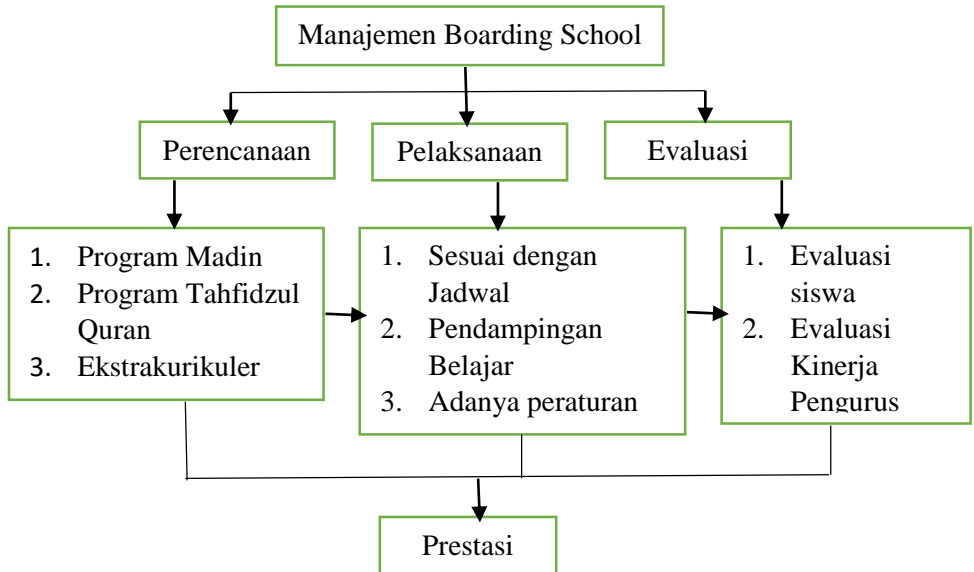 Manajemen Boarding School
Perencanaan
Pelaksanaan
Evaluasi
1. Program Madin
2. Program Tahfidzul
Quran
3. Ekstrakurikuler
1. Sesuai dengan
Jadwal
2. Pendampingan
Belajar
3. Adanya peraturan
1. Evaluasi
siswa
2. Evaluasi
Kinerja
Pengurus
Prestasi